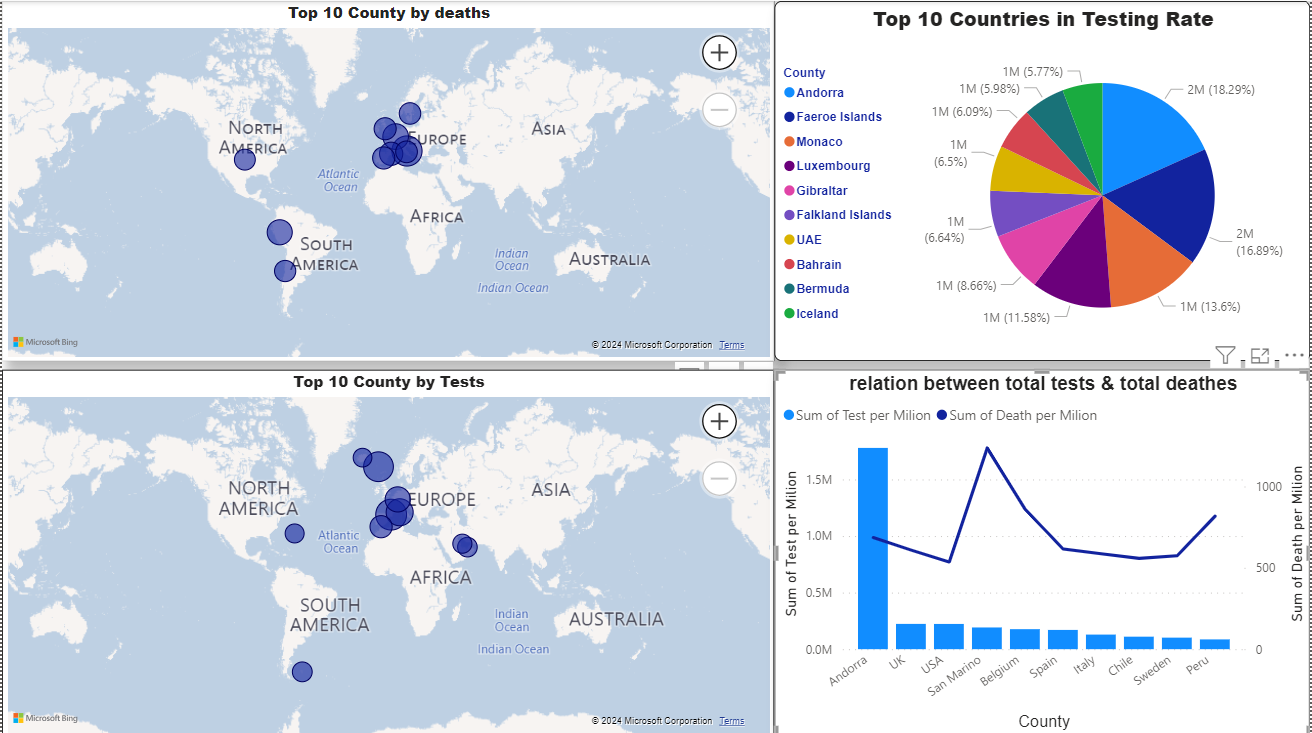 Top 10 County by deaths
NORTH
AMERICA
EUROPE
ASIA
Atlantic
Ocean
AFRICA
SOUTH
AMERICA
Indian
Ocean
AUSTRALIA
Indian Ocean
Microsoft Bing
© 2024 Microsoft Corporation Terms
Top 10 Countries in Testing Rate
County
Andorra
Faeroe Islands
Monaco
Luxembourg
Gibraltar
Falkland Islands
UAE
Bahrain
Bermuda
Iceland
1M (5.77%)
1M (5.98%)
1M (6.09%)
1M
(6.5%)
1M
(6.64%)
1M (8.66%)
1M (11.58%)
1M (13.6%)
2M
(16.89%)
2M (18.29%)
Top 10 County by Tests
NORTH
AMERICA
EUROPE
ASIA
Atlantic
Ocean
AFRICA
SOUTH
AMERICA
Indian
Ocean
AUSTRALIA
Indian Ocean
Microsoft Bing
© 2024 Microsoft Corporation Terms
relation between total tests & total deathes
Sum of Test per Milion Sum of Death per Milion
Sum of Test per Milion
1.5M
1.0M
0.5M
0.0M
1000
500
0
Sum of Death per Milion
Andorra
UK
USA
San Marino
Belgium
Spain
Italy
Chile
Sweden
Peru
County